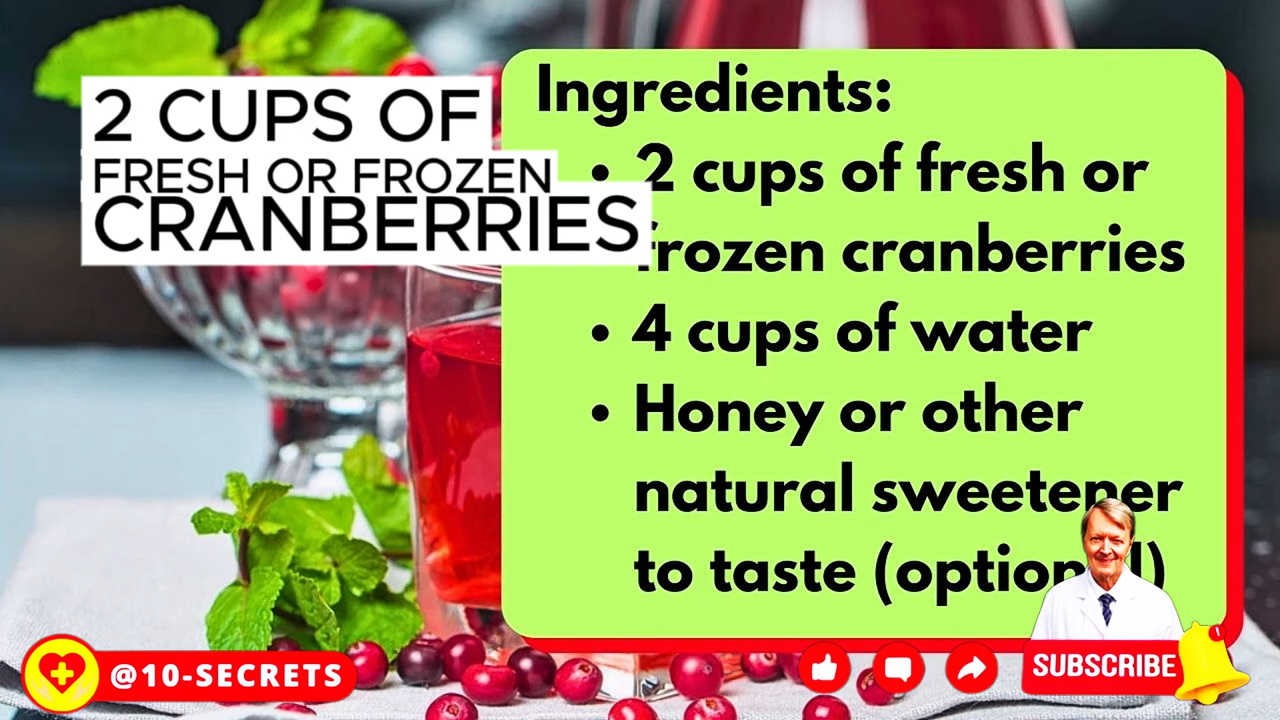 2 CUPS OF
FRESH OR FROZEN
CRANBERRIES
Ingredients:
• 2 cups of fresh or
frozen cranberries
• 4 cups of water
• Honey or other
natural sweetener
to taste (optional)
@10-SECRETS
SUBSCRIBE